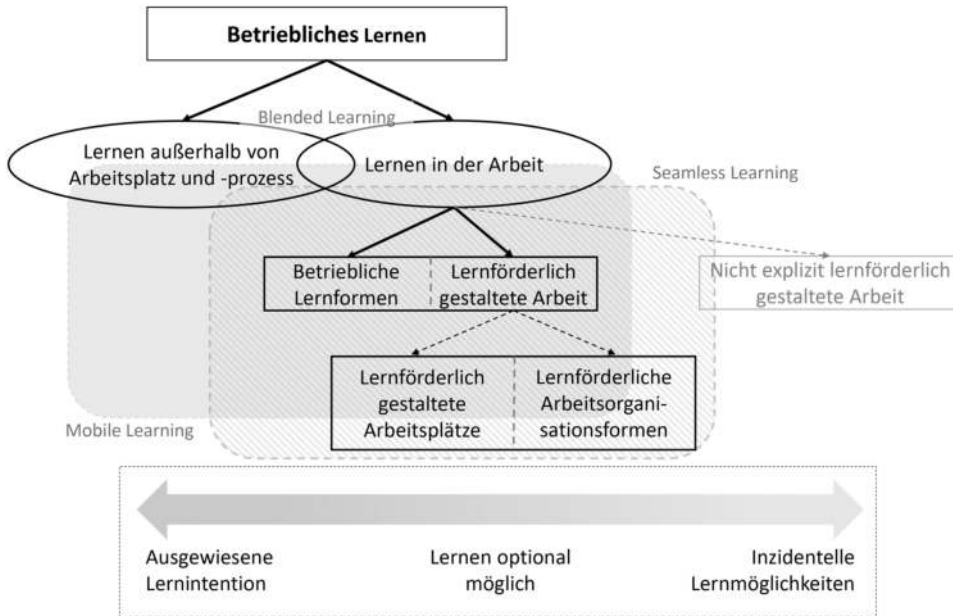 Betriebliches Lernen
Blended Learning
Lernen außerhalb von
Arbeitsplatz und -prozess
Lernen in der Arbeit
Seamless Learning
Betriebliche
Lernformen
Lernförderlich
gestaltete Arbeit
Nicht explizit lernförderlich
gestaltete Arbeit
Lernförderlich
gestaltete
Arbeitsplätze
Lernförderliche
Arbeitsorgani-
sationsformen
Mobile Learning
Ausgewiesene
Lernintention
Lernen optional
möglich
Inzidentelle
Lernmöglichkeiten